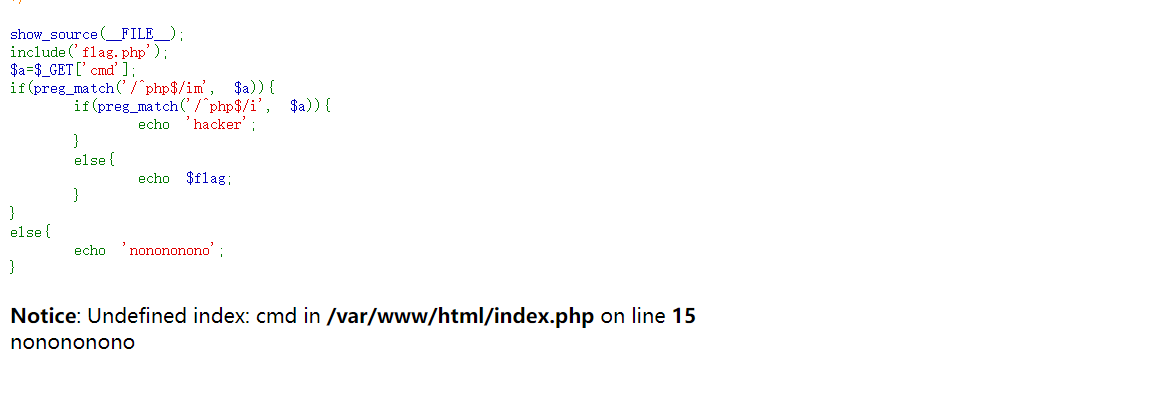 */
show_source(__FILE__);
include('flag.php');
$a=$_GET['cmd'];
if(preg_match('/^php$/im', $a)){
if(preg_match('/^php$/i', $a)){
echo 'hacker';
}
else{
echo $flag;
}
}
else{
echo 'nonononono';
}
Notice: Undefined index: cmd in /var/www/html/index.php on line 15
nonononono